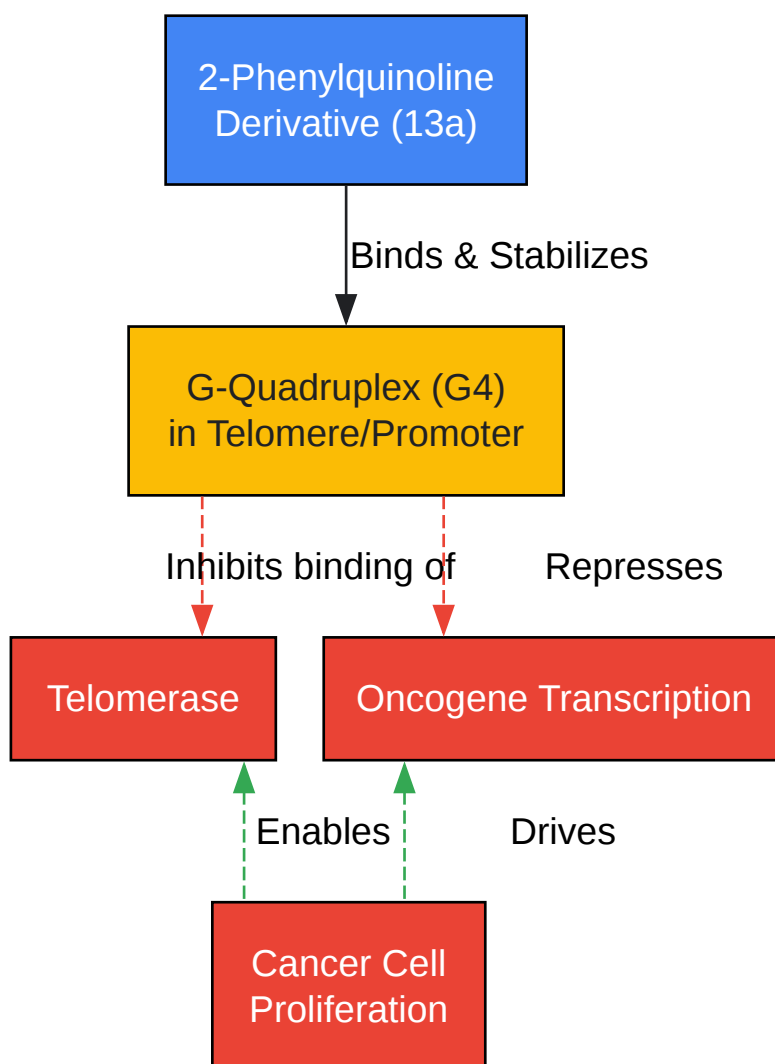 2-Phenylquinoline
Derivative (13a)
Binds & Stabilizes
G-Quadruplex (G4)
in Telomere/Promoter
Inhibits binding of
Represses
Telomerase
Oncogene Transcription
Enables
Drives
Cancer Cell
Proliferation